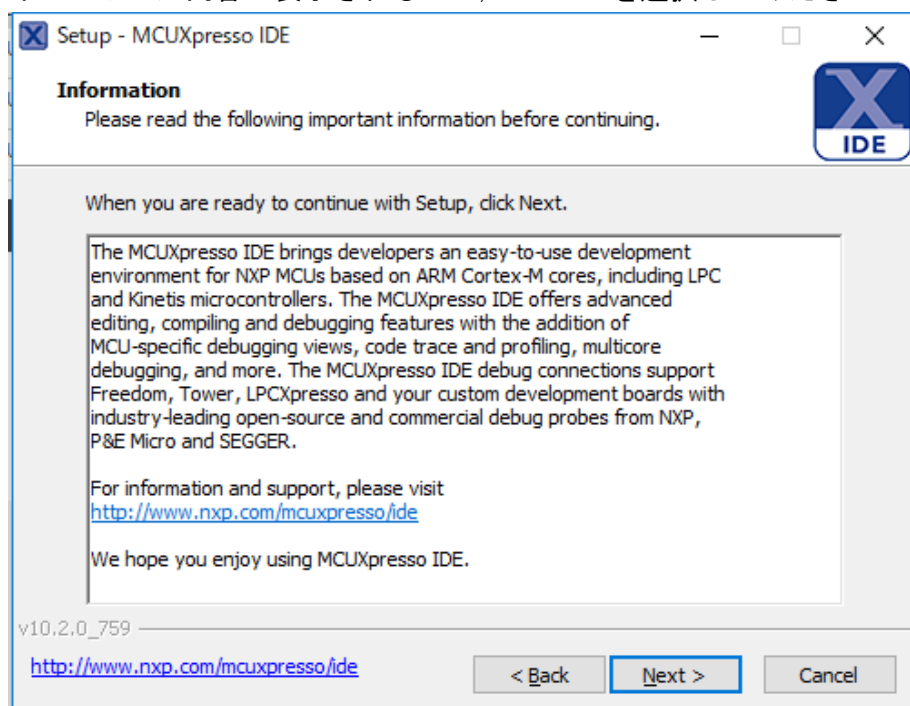 Setup - MCUXpresso IDE
Information
Please read the following important information before continuing.
IDE
When you are ready to continue with Setup, click Next.
The MCUXpresso IDE brings developers an easy-to-use development
environment for NXP MCUs based on ARM Cortex-M cores, including LPC
and Kinetis microcontrollers. The MCUXpresso IDE offers advanced
editing, compiling and debugging features with the addition of
MCU-specific debugging views, code trace and profiling, multicore
debugging, and more. The MCUXpresso IDE debug connections support
Freedom, Tower, LPCXpresso and your custom development boards with
industry-leading open-source and commercial debug probes from NXP,
P&E Micro and SEGGER.
For information and support, please visit
http://www.nxp.com/mcuxpresso/ide
We hope you enjoy using MCUXpresso IDE.
v10.2.0_759
http://www.nxp.com/mcuxpresso/ide
< Back
Next >
Cancel